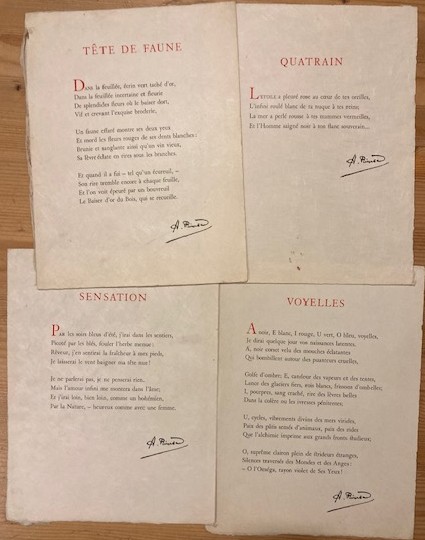 TÊTE DE FAUNE
Dans la feuillée, écrin vert taché d'or,
Dans la feuillée incertaine et fleurie
De splendides fleurs où le baiser dort,
Vif et crevant l'exquise broderie,
Un faune effaré montre ses deux yeux
Et mord les fleurs rouges de ses dents blanches :
Brunie et sanglante ainsi qu'un vin vieux,
Sa lèvre éclate en rires sous les branches.
Et quand il a fui – tel qu'un écureuil, –
Son rire tremble encore à chaque feuille,
Et l'on voit épeuré par un bouvreuil
Le Baiser d'or du Bois, qui se recueille.
QUATRAIN
L'étoile a pleuré rose au cœur de tes oreilles,
L'infini roulé blanc de ta nuque à tes reins;
La mer a perlé rousse à tes mammes vermeilles,
Et l'Homme saigné noir à ton flanc souverain...
SENSATION
Par les soirs bleus d'été, j'irai dans les sentiers,
Picoté par les blés, fouler l'herbe menue :
Rêveur, j'en sentirai la fraîcheur à mes pieds,
Je laisserai le vent baigner ma tête nue !
Je ne parlerai pas, je ne penserai rien..
Mais l'amour infini me montera dans l'âme;
Et j'irai loin, bien loin, comme un bohémien,
Par la Nature, – heureux comme avec une femme.
VOYELLES
A noir, E blanc, I rouge, U vert, O bleu, voyelles,
Je dirai quelque jour vos naissances latentes.
A, noir corset velu des mouches éclatantes
Qui bombillent autour des puanteurs cruelles,
Golfe d'ombre; E, candeur des vapeurs et des tentes,
Lance des glaciers fiers, rois blancs, frissons d'ombelles;
I, pourpres, sang craché, rire des lèvres belles
Dans la colère ou les ivresses pénitentes.
U, cycles, vibrements divins des mers virides,
Paix des pâtis semés d'animaux, paix des rides
Que l'alchimie imprime aux grands fronts studieux,
O, suprême clairon plein de strideurs étranges,
Silences traversés des Mondes et des Anges :
– O l'Oméga, rayon violet de Ses Yeux !